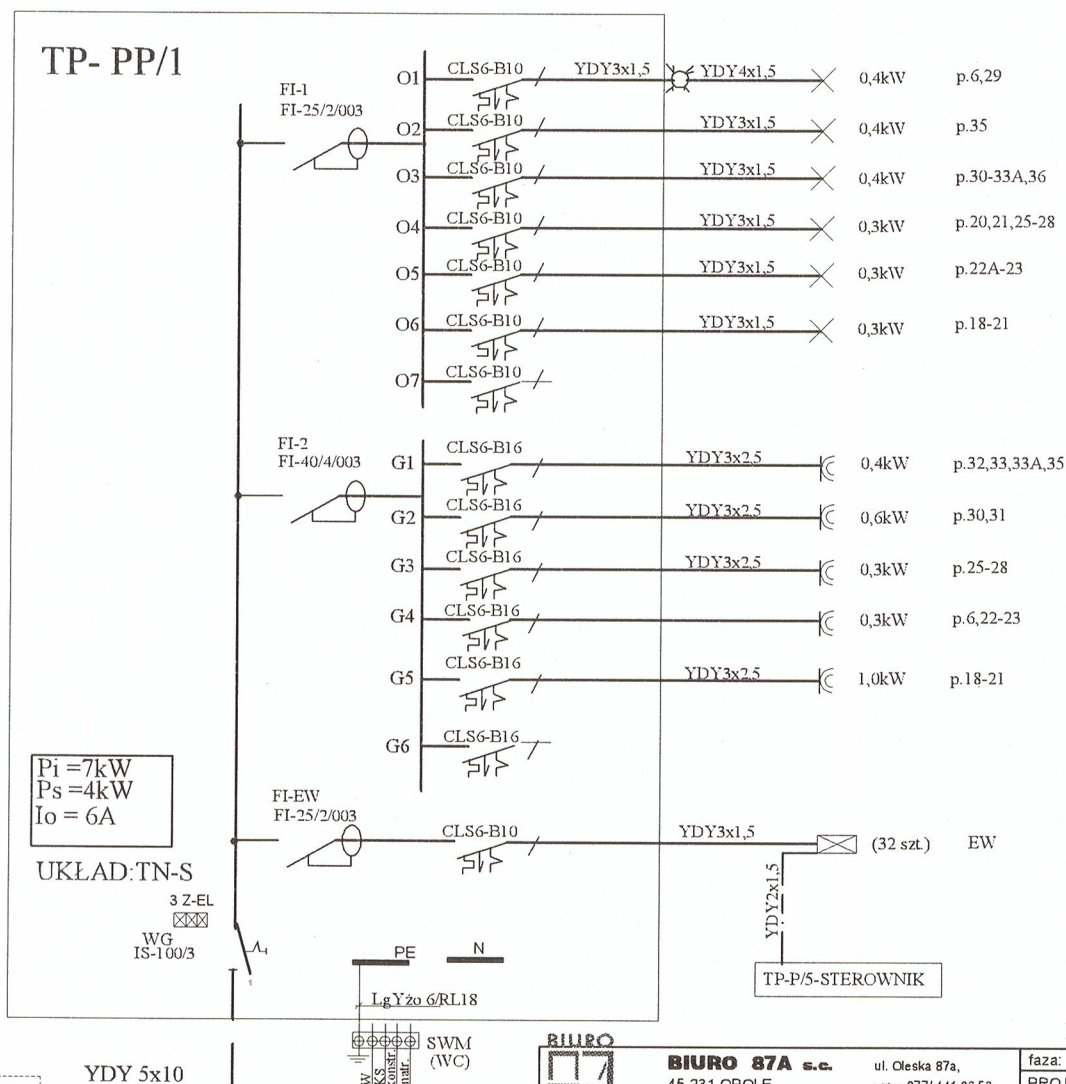 TP- PP/1
FI-1
FI-25/2/003
O1 CLS6-B10 YDY3x1,5 YDY4x1,5 0,4kW p.6,29
O2 CLS6-B10 YDY3x1,5 0,4kW p.35
O3 CLS6-B10 YDY3x1,5 0,4kW p.30-33A,36
O4 CLS6-B10 YDY3x1,5 0,3kW p.20,21,25-28
O5 CLS6-B10 YDY3x1,5 0,3kW p.22A-23
O6 CLS6-B10 YDY3x1,5 0,3kW p.18-21
O7 CLS6-B10
FI-2
FI-40/4/003
G1 CLS6-B16 YDY3x2,5 0,4kW p.32,33,33A,35
G2 CLS6-B16 YDY3x2,5 0,6kW p.30,31
G3 CLS6-B16 YDY3x2,5 0,3kW p.25-28
G4 CLS6-B16 0,3kW p.6,22-23
G5 CLS6-B16 YDY3x2,5 1,0kW p.18-21
G6 CLS6-B16
Pi =7kW
Ps =4kW
Io = 6A
UKŁAD:TN-S
FI-EW
FI-25/2/003
CLS6-B10 YDY3x1,5 (32 szt.) EW
YDY2x1,5
TP-P/5-STEROWNIK
3 Z-EL
WG
IS-100/3
PE
N
LgYżo 6/RL18
SWM
(WC)
YDY 5x10
BIURO
BIURO 87A s.c.
ul. Oleska 87a,
45-231 OPOLE
faza: